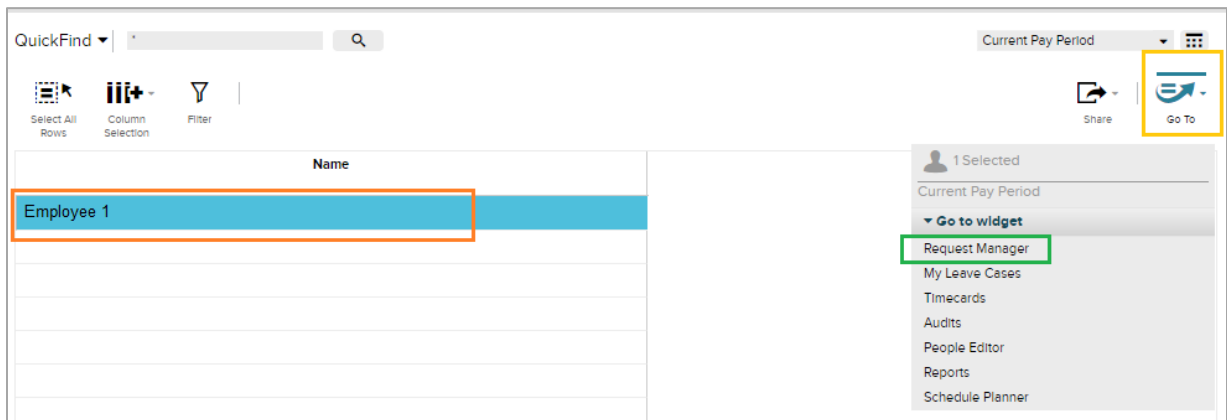 QuickFind
*
Current Pay Period
Select All
Rows
Column
Selection
Filter
Share
Go To
Name
Employee 1
1 Selected
Current Pay Period
Go to widget
Request Manager
My Leave Cases
Timecards
Audits
People Editor
Reports
Schedule Planner